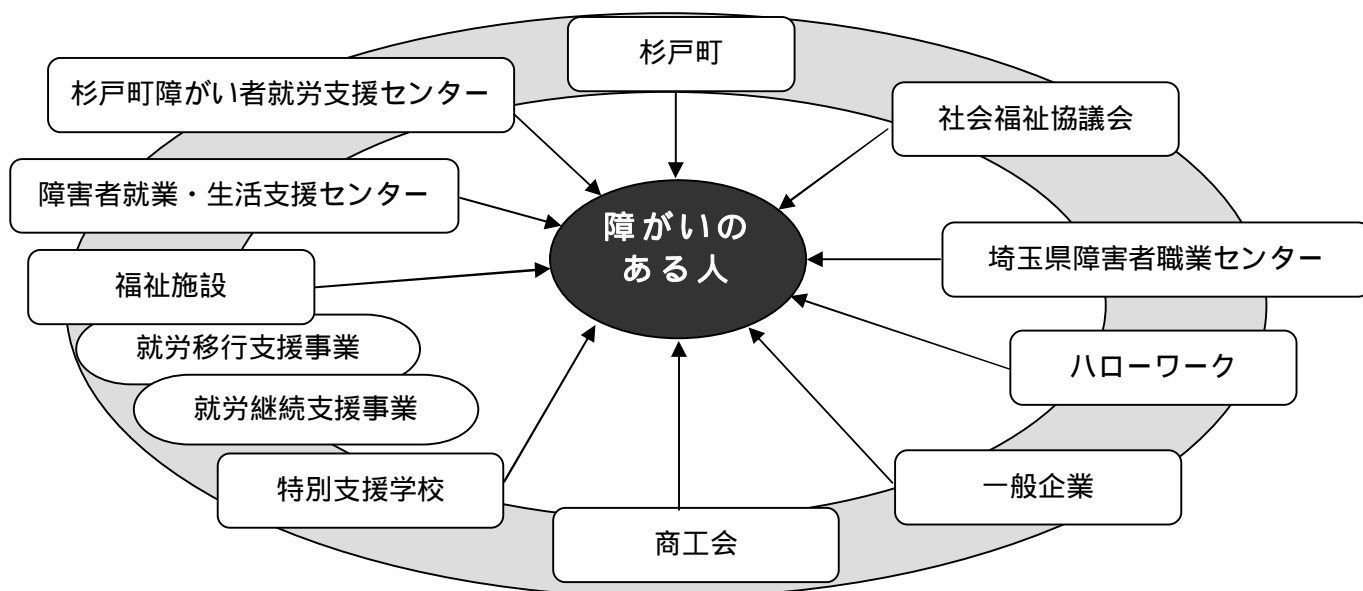 杉戸町
杉戸町障がい者就労支援センター
社会福祉協議会
障害者就業・生活支援センター
障がいの
ある人
埼玉県障害者職業センター
福祉施設
就労移行支援事業
ハローワーク
就労継続支援事業
特別支援学校
一般企業
商工会